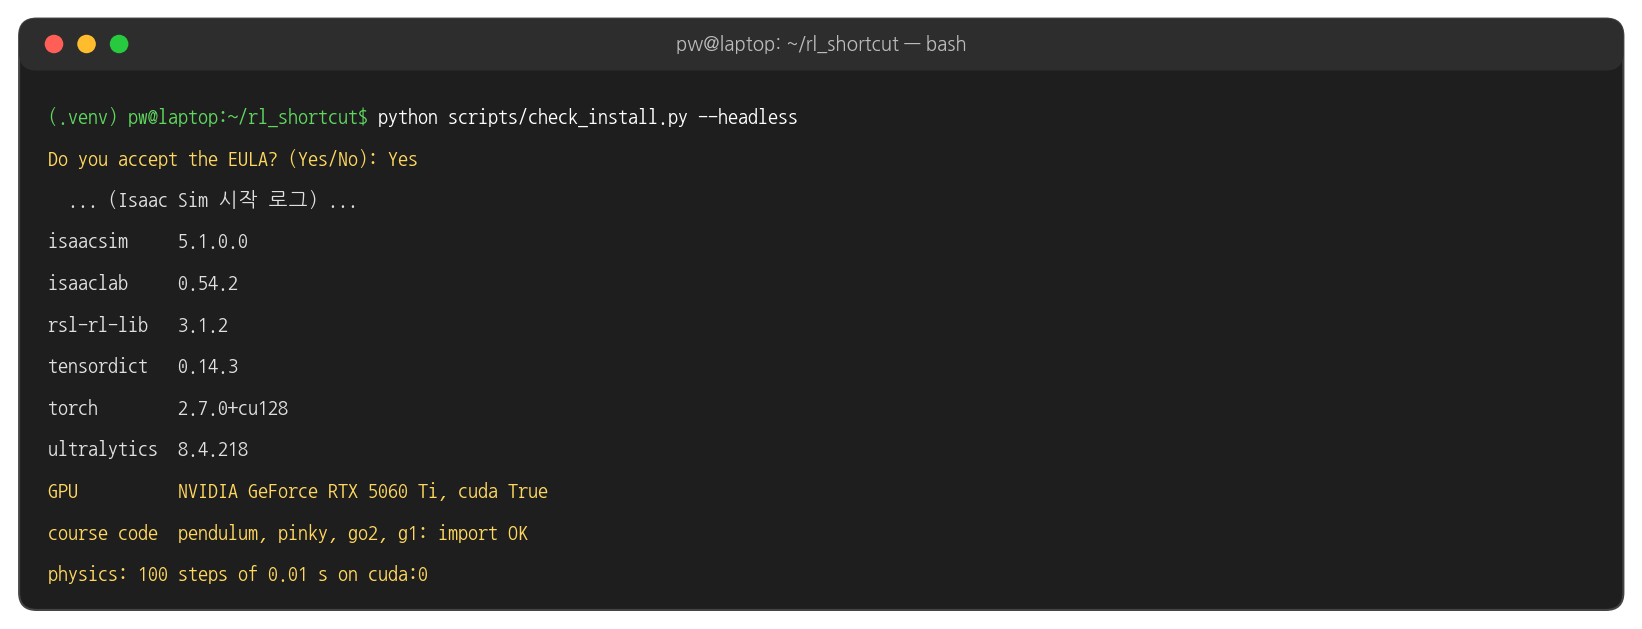 pw@laptop: ~/rl_shortcut — bash
(.venv) pw@laptop:~/rl_shortcut$ python scripts/check_install.py --headless
Do you accept the EULA? (Yes/No): Yes
... (Isaac Sim 시작 로그) ...
isaacsim     5.1.0.0
isaaclab     0.54.2
rsl-rl-lib   3.1.2
tensordict   0.14.3
torch        2.7.0+cu128
ultralytics  8.4.218
GPU          NVIDIA GeForce RTX 5060 Ti, cuda True
course code  pendulum, pinky, go2, g1: import OK
physics: 100 steps of 0.01 s on cuda:0